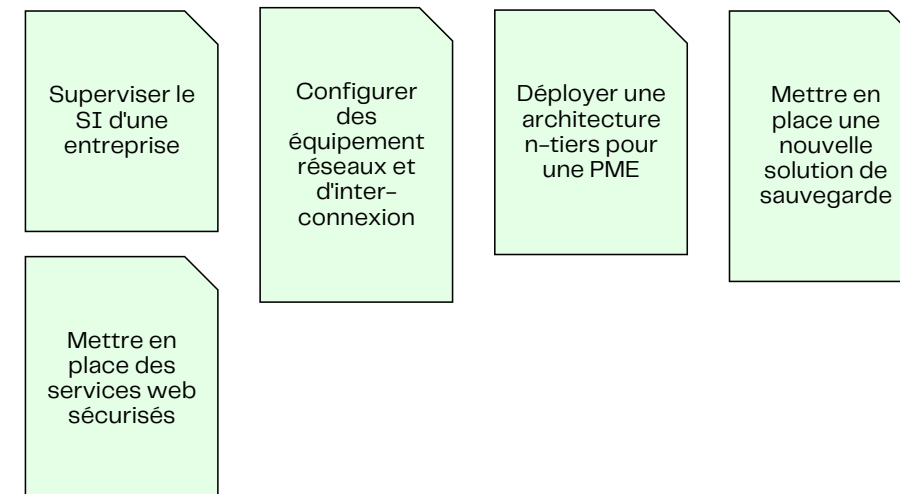 Superviser le
SI d'une
entreprise
Configurer
des
équipement
réseaux et
d'inter-
connexion
Déployer une
architecture
n-tiers pour
une PME
Mettre en
place une
nouvelle
solution de
sauvegarde
Mettre en
place des
services web
sécurisés